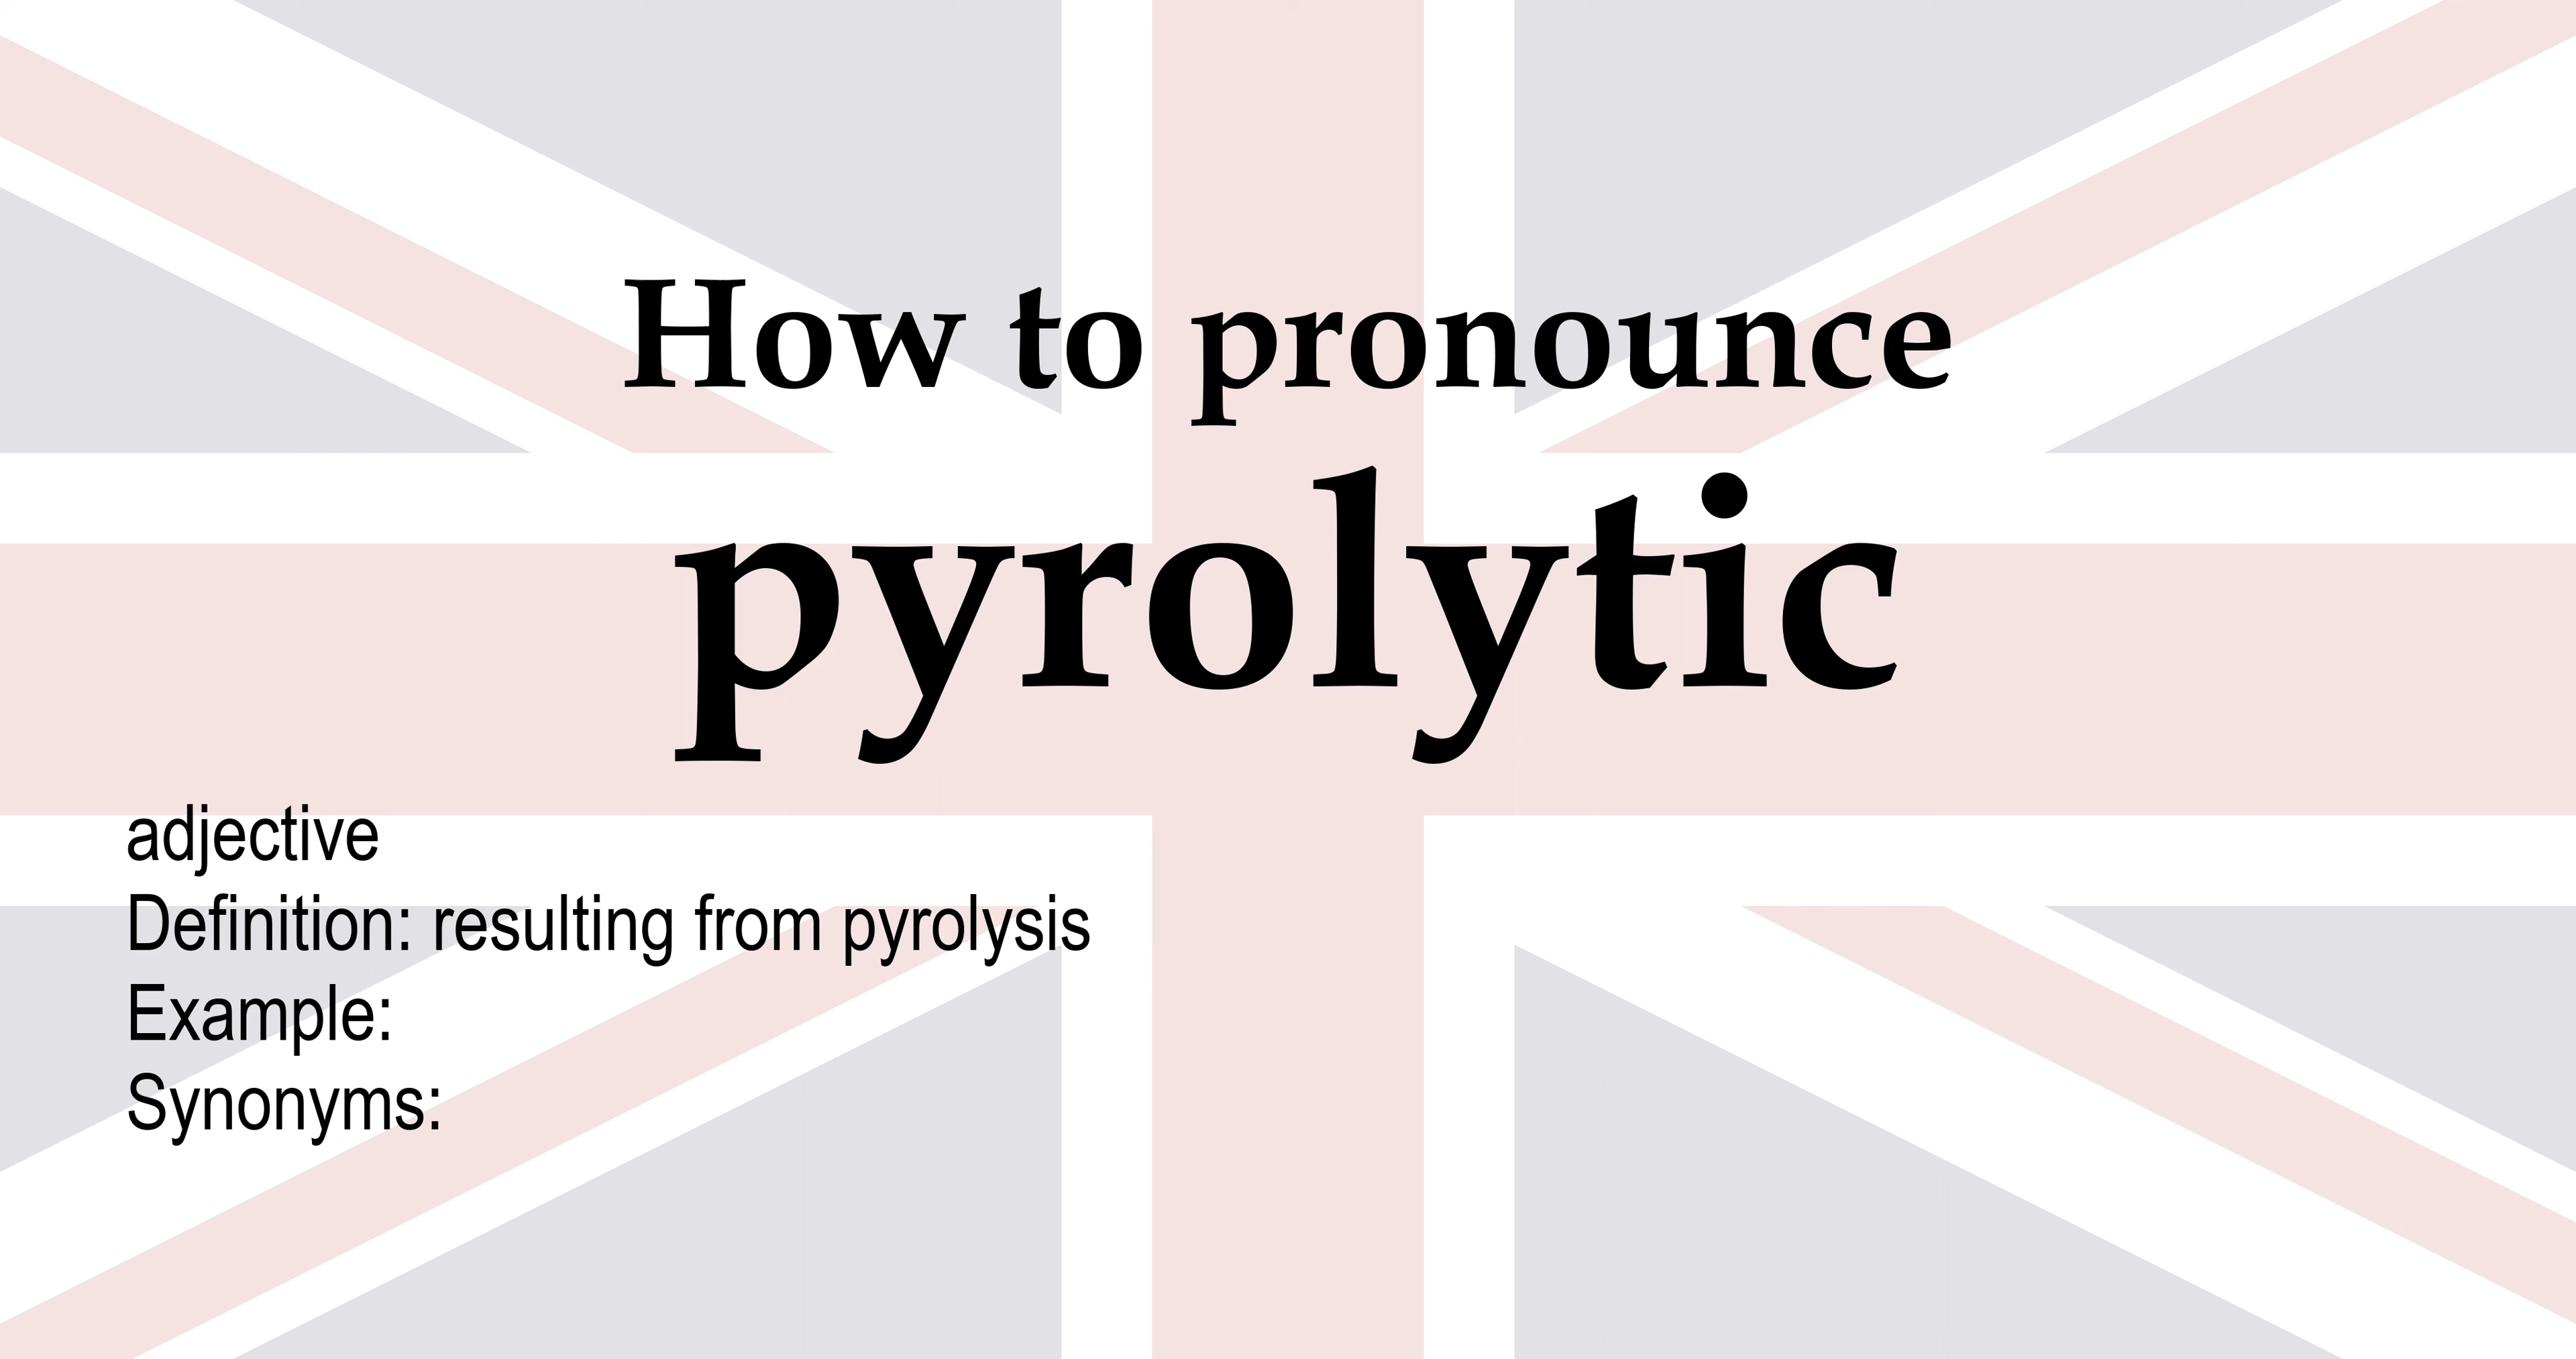 How to pronounce
pyrolytic
adjective
Definition: resulting from pyrolysis
Example:
Synonyms: